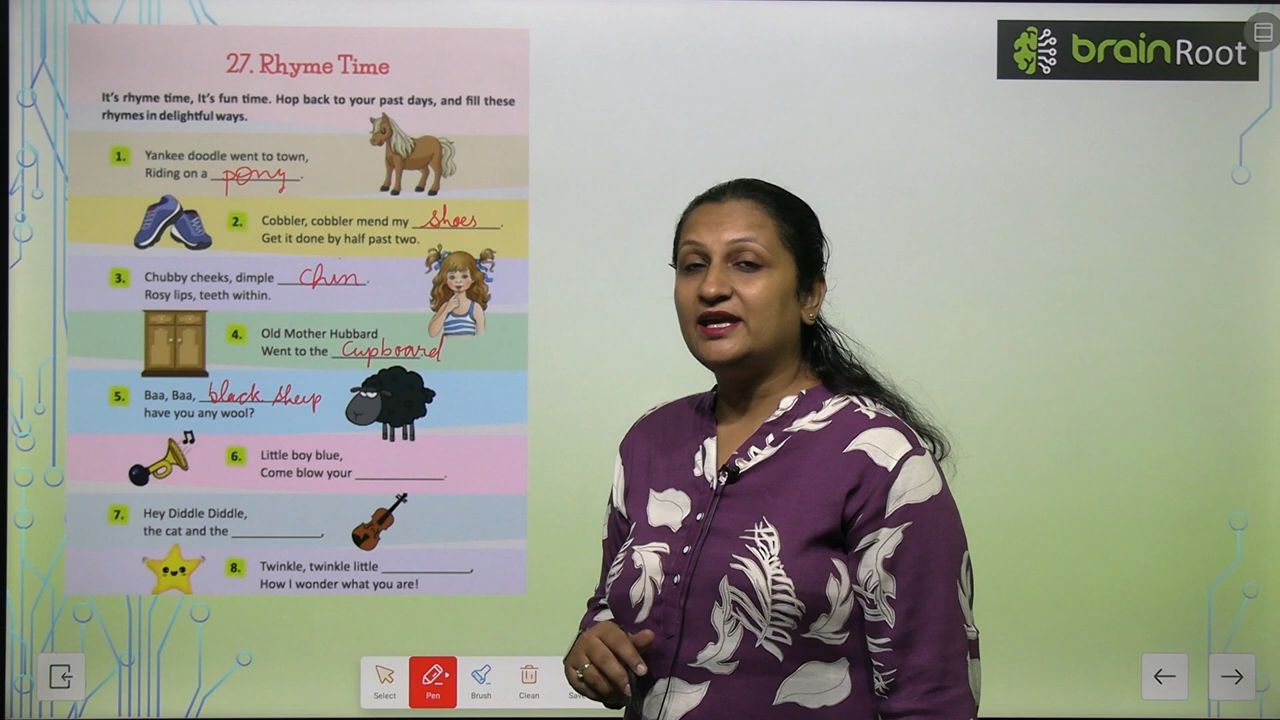 27. Rhyme Time
It's rhyme time, It's fun time. Hop back to your past days, and fill these
rhymes in delightful ways.
1. Yankee doodle went to town,
Riding on a pony.
2. Cobbler, cobbler mend my shoes.
Get it done by half past two.
3. Chubby cheeks, dimple chin.
Rosy lips, teeth within.
4. Old Mother Hubbard
Went to the Cupboard.
5. Baa, Baa, black sheep
have you any wool?
6. Little boy blue,
Come blow your __________.
7. Hey Diddle Diddle,
the cat and the __________,
8. Twinkle, twinkle little __________,
How I wonder what you are!
brainRoot
Select Pen Brush Clean